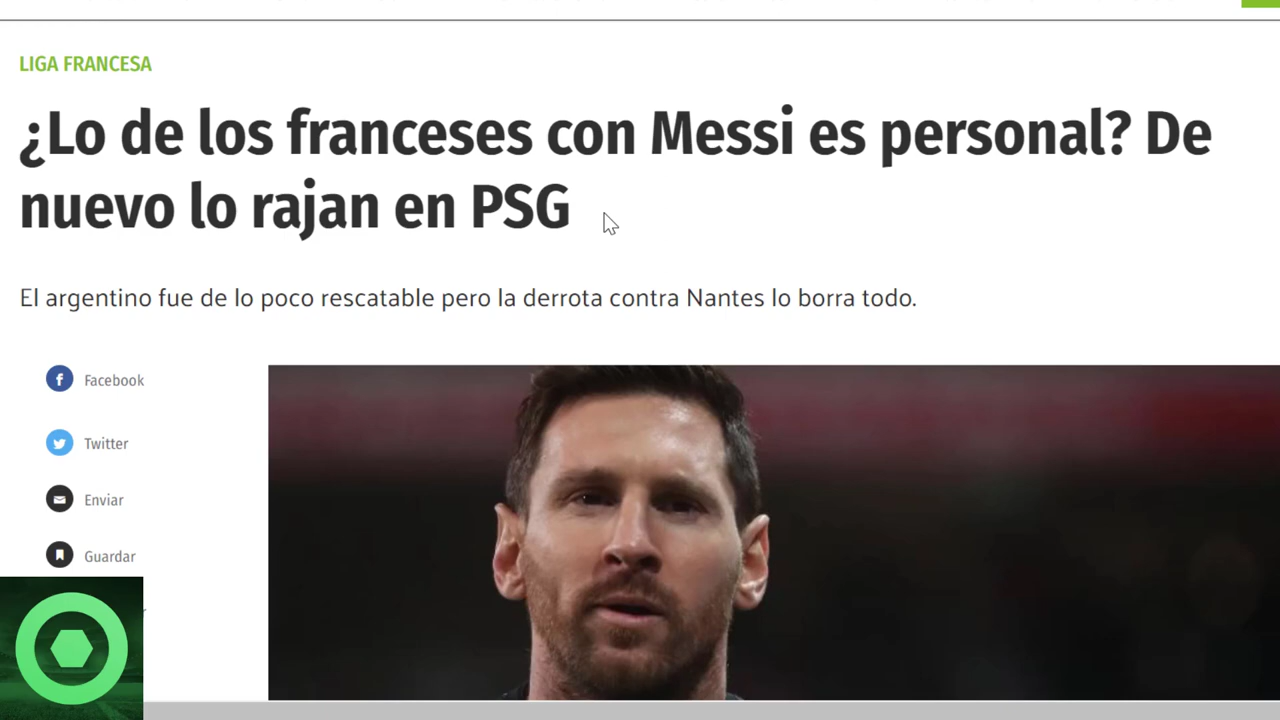 LIGA FRANCESA
¿Lo de los franceses con Messi es personal? De
nuevo lo rajan en PSG
El argentino fue de lo poco rescatable pero la derrota contra Nantes lo borra todo.
Facebook
Twitter
Enviar
Guardar